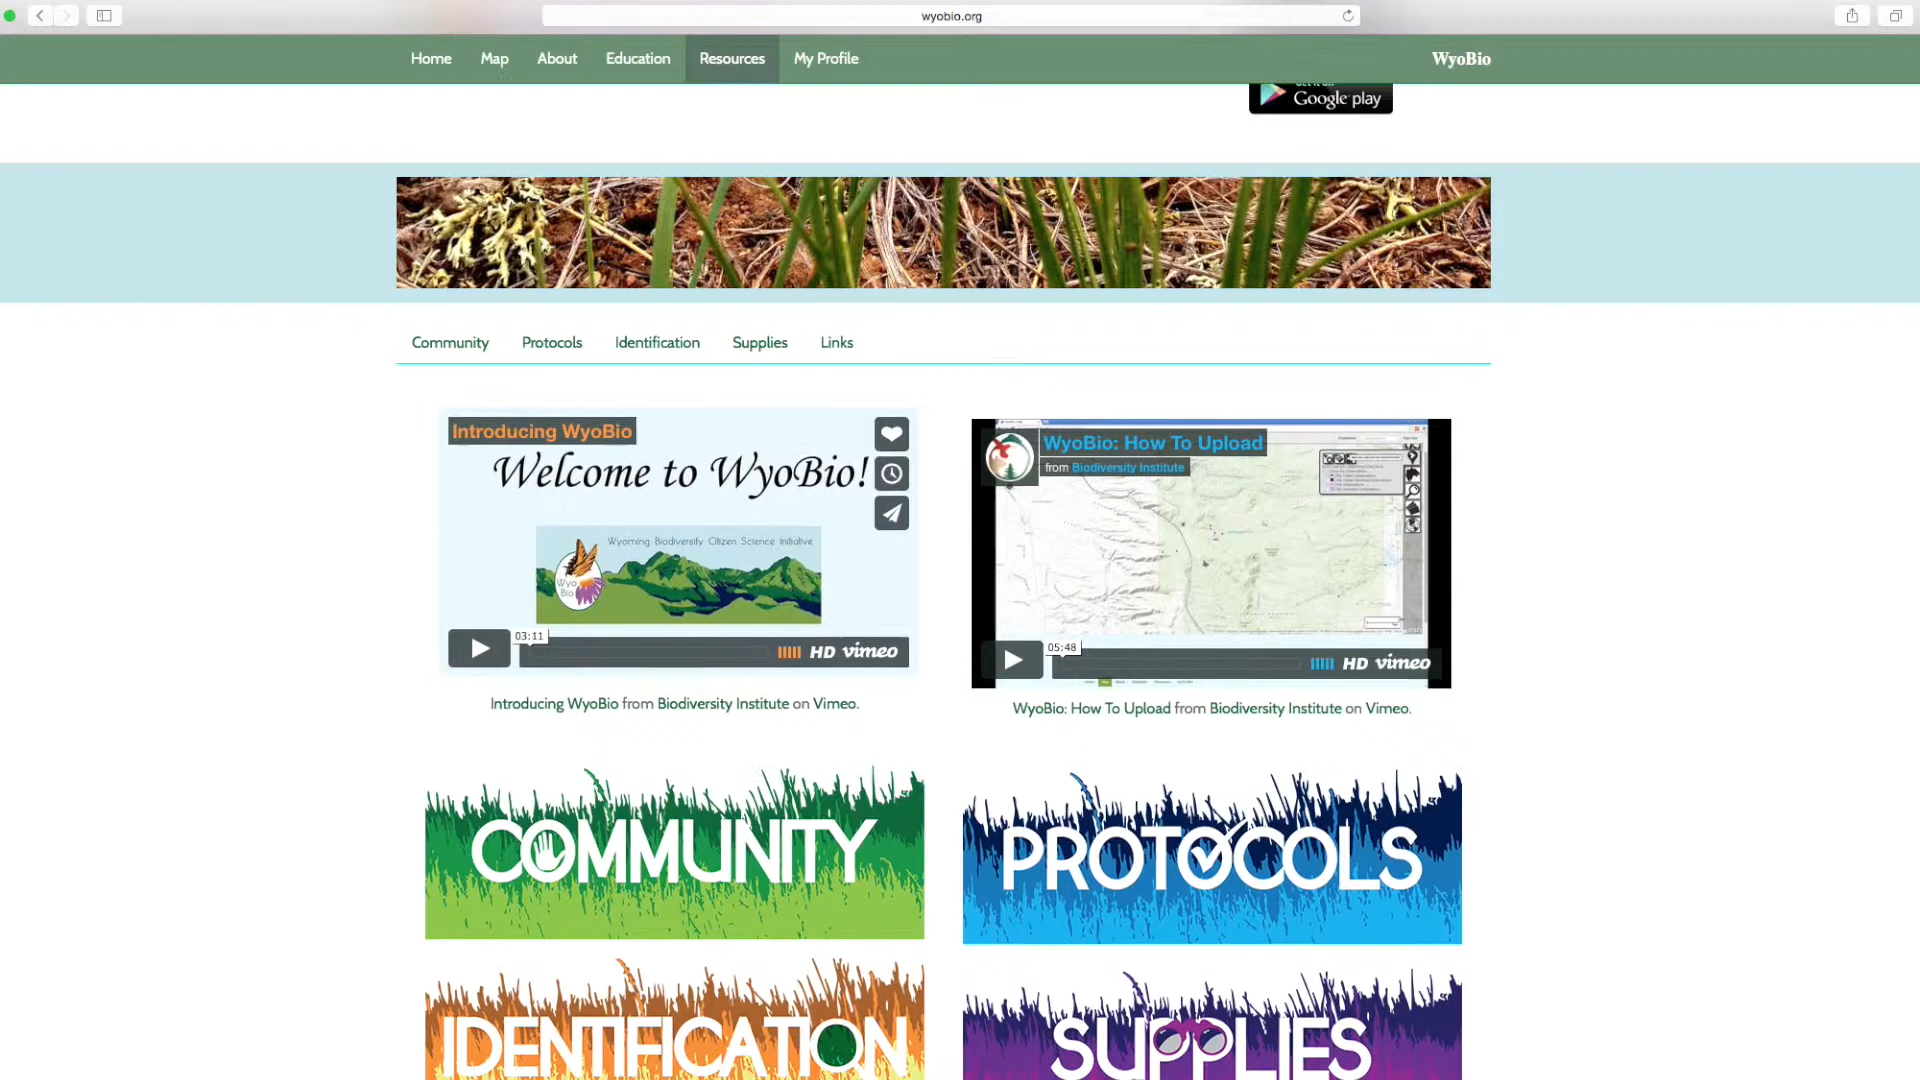 wyobio.org
Home Map About Education Resources My Profile WyoBio
Google play
Community Protocols Identification Supplies Links
Introducing WyoBio
Welcome to WyoBio!
Wyoming Biodiversity Citizen Science Initiative
Wyo
Bio
03:11
HD vimeo
Introducing WyoBio from Biodiversity Institute on Vimeo.
WyoBio: How To Upload
from Biodiversity Institute
05:48
HD vimeo
WyoBio: How To Upload from Biodiversity Institute on Vimeo.
COMMUNITY
PROTOCOLS
IDENTIFICATION
SUPPLIES